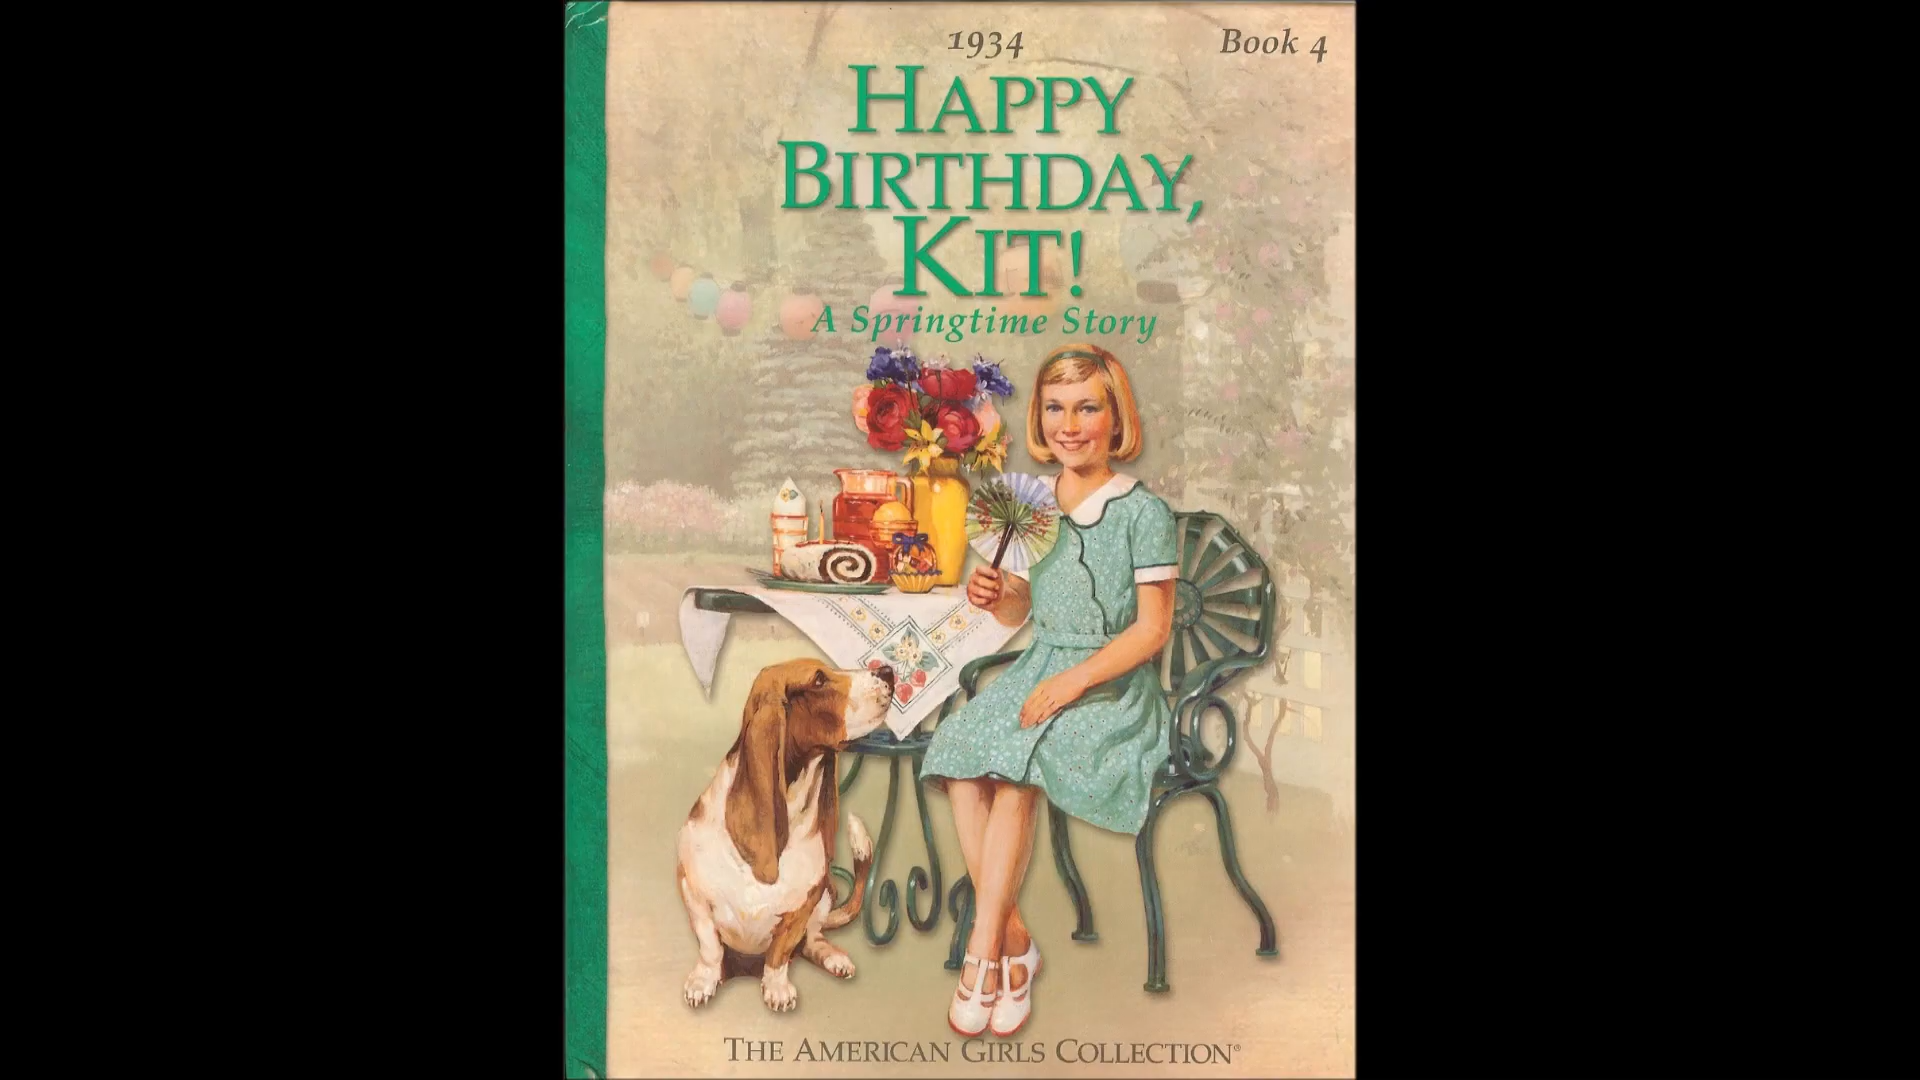 1934
Book 4
HAPPY
BIRTHDAY,
KIT!
A Springtime Story
THE AMERICAN GIRLS COLLECTION®